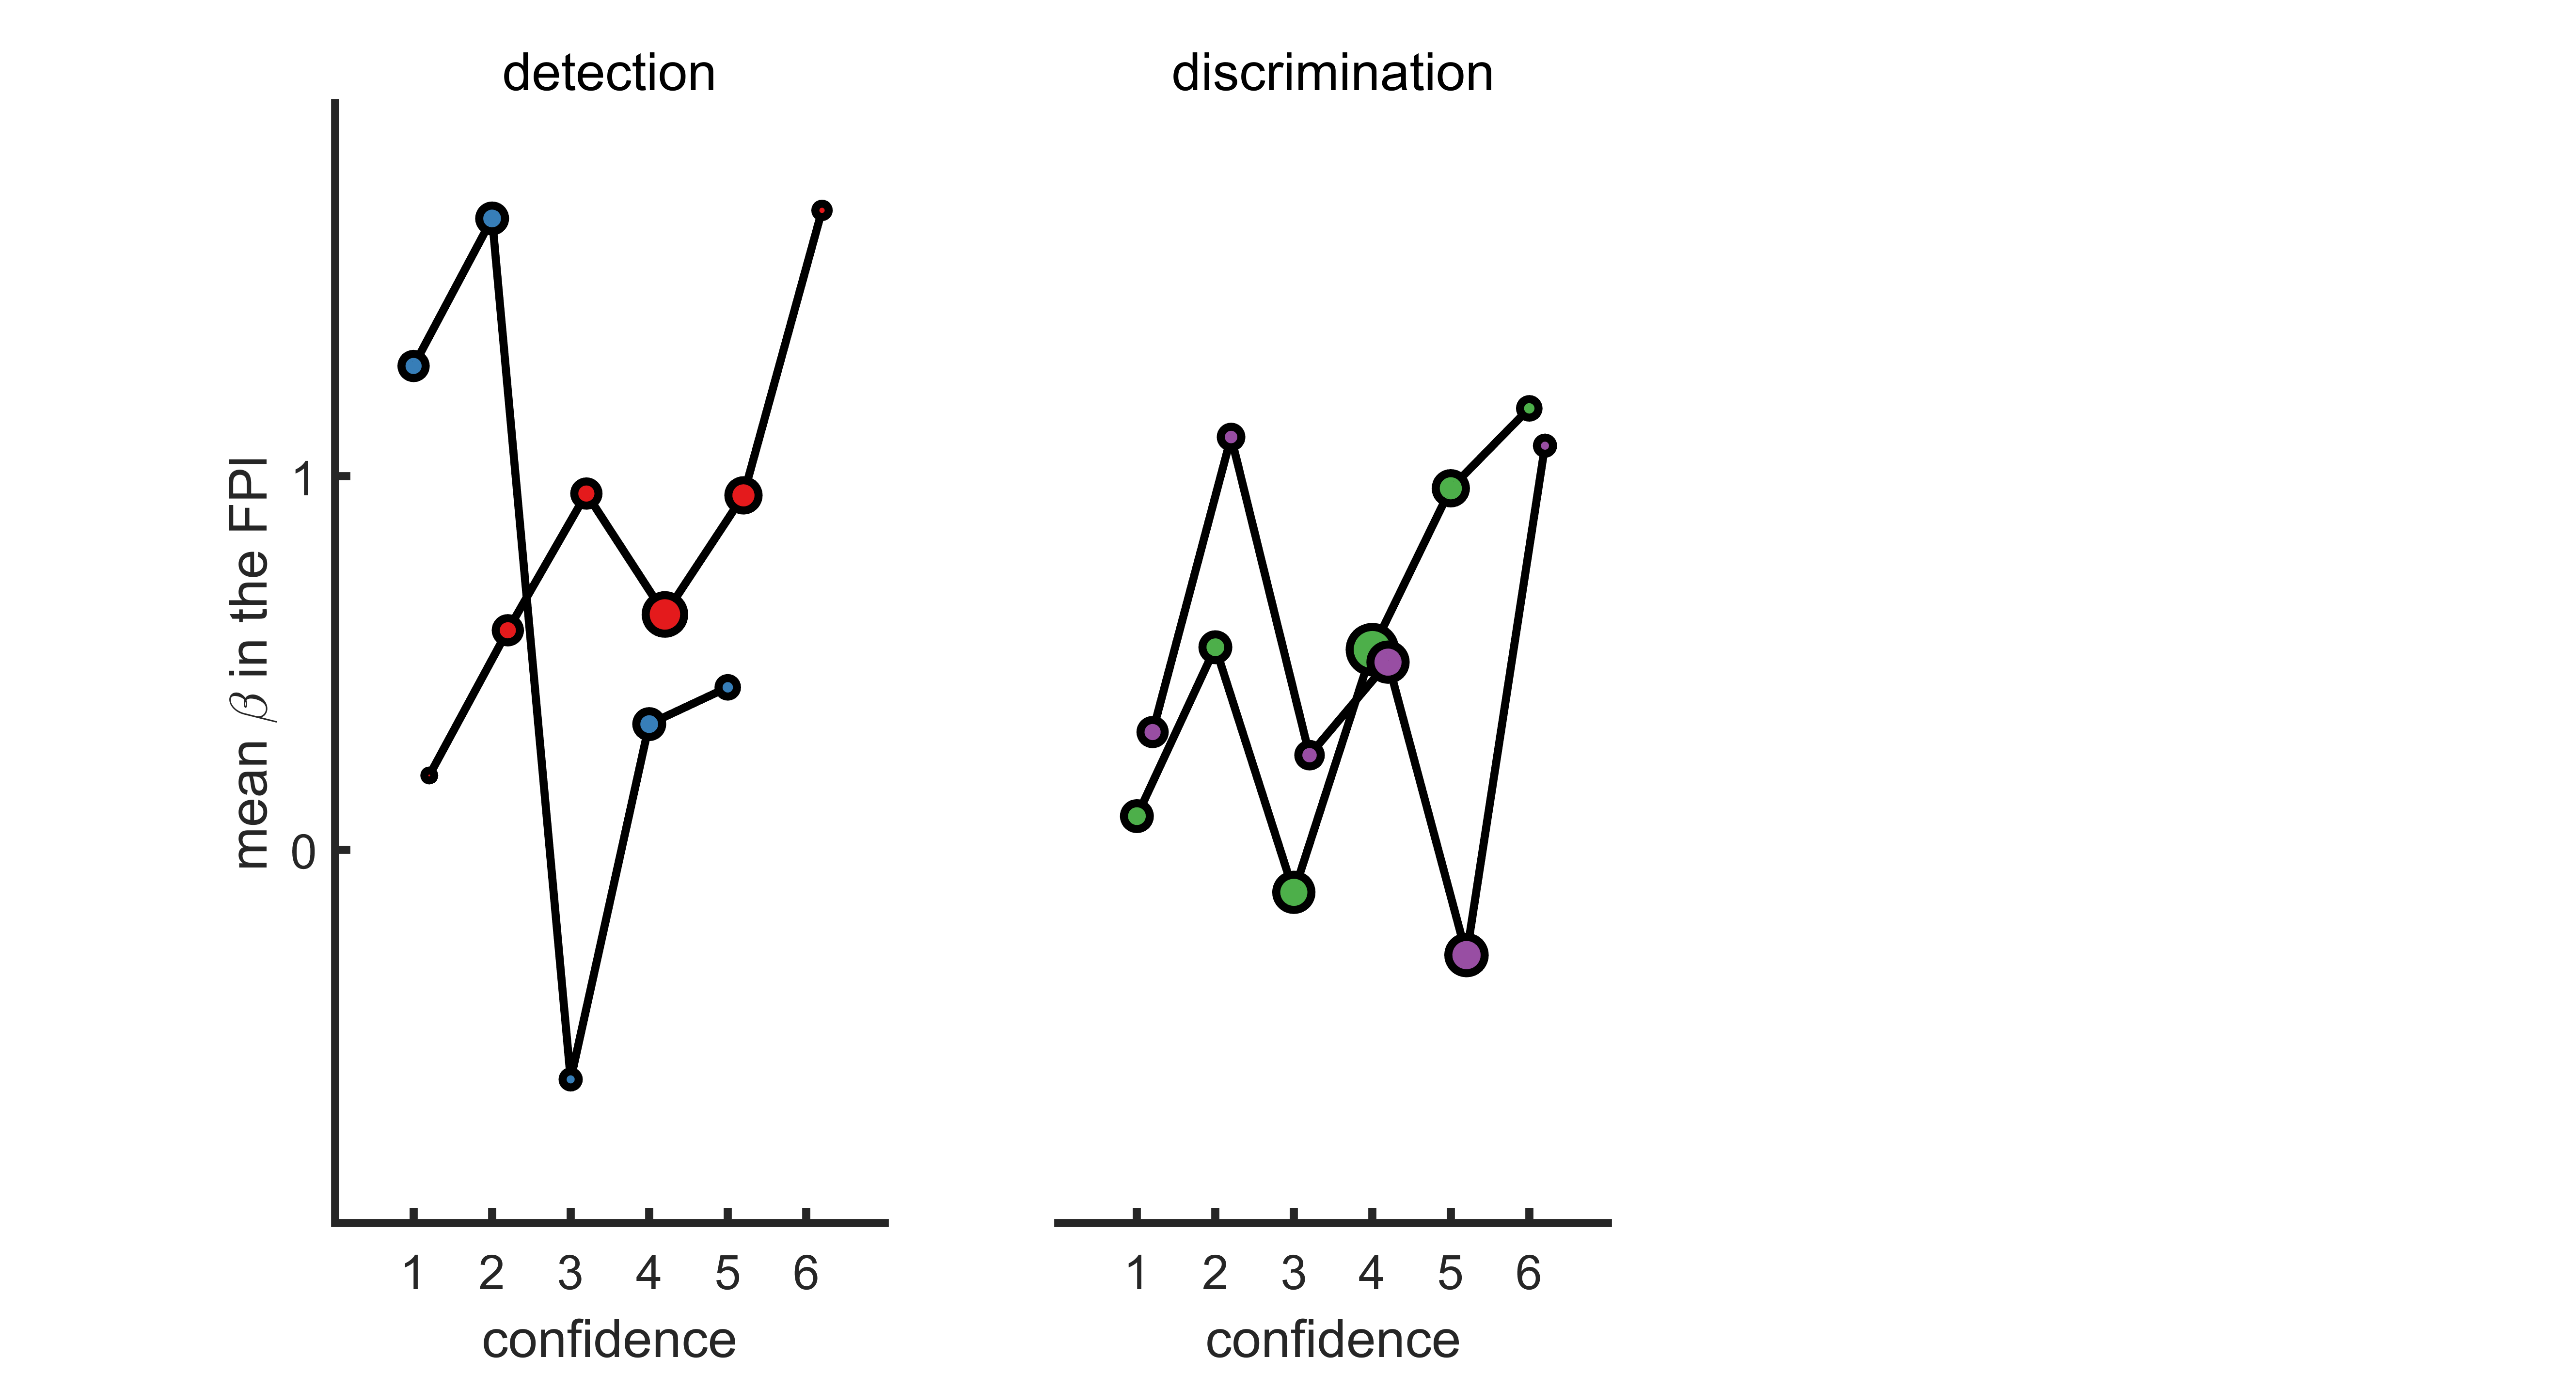 detection
discrimination
mean β in the FPI
1
0
1 2 3 4 5 6
1 2 3 4 5 6
confidence
confidence